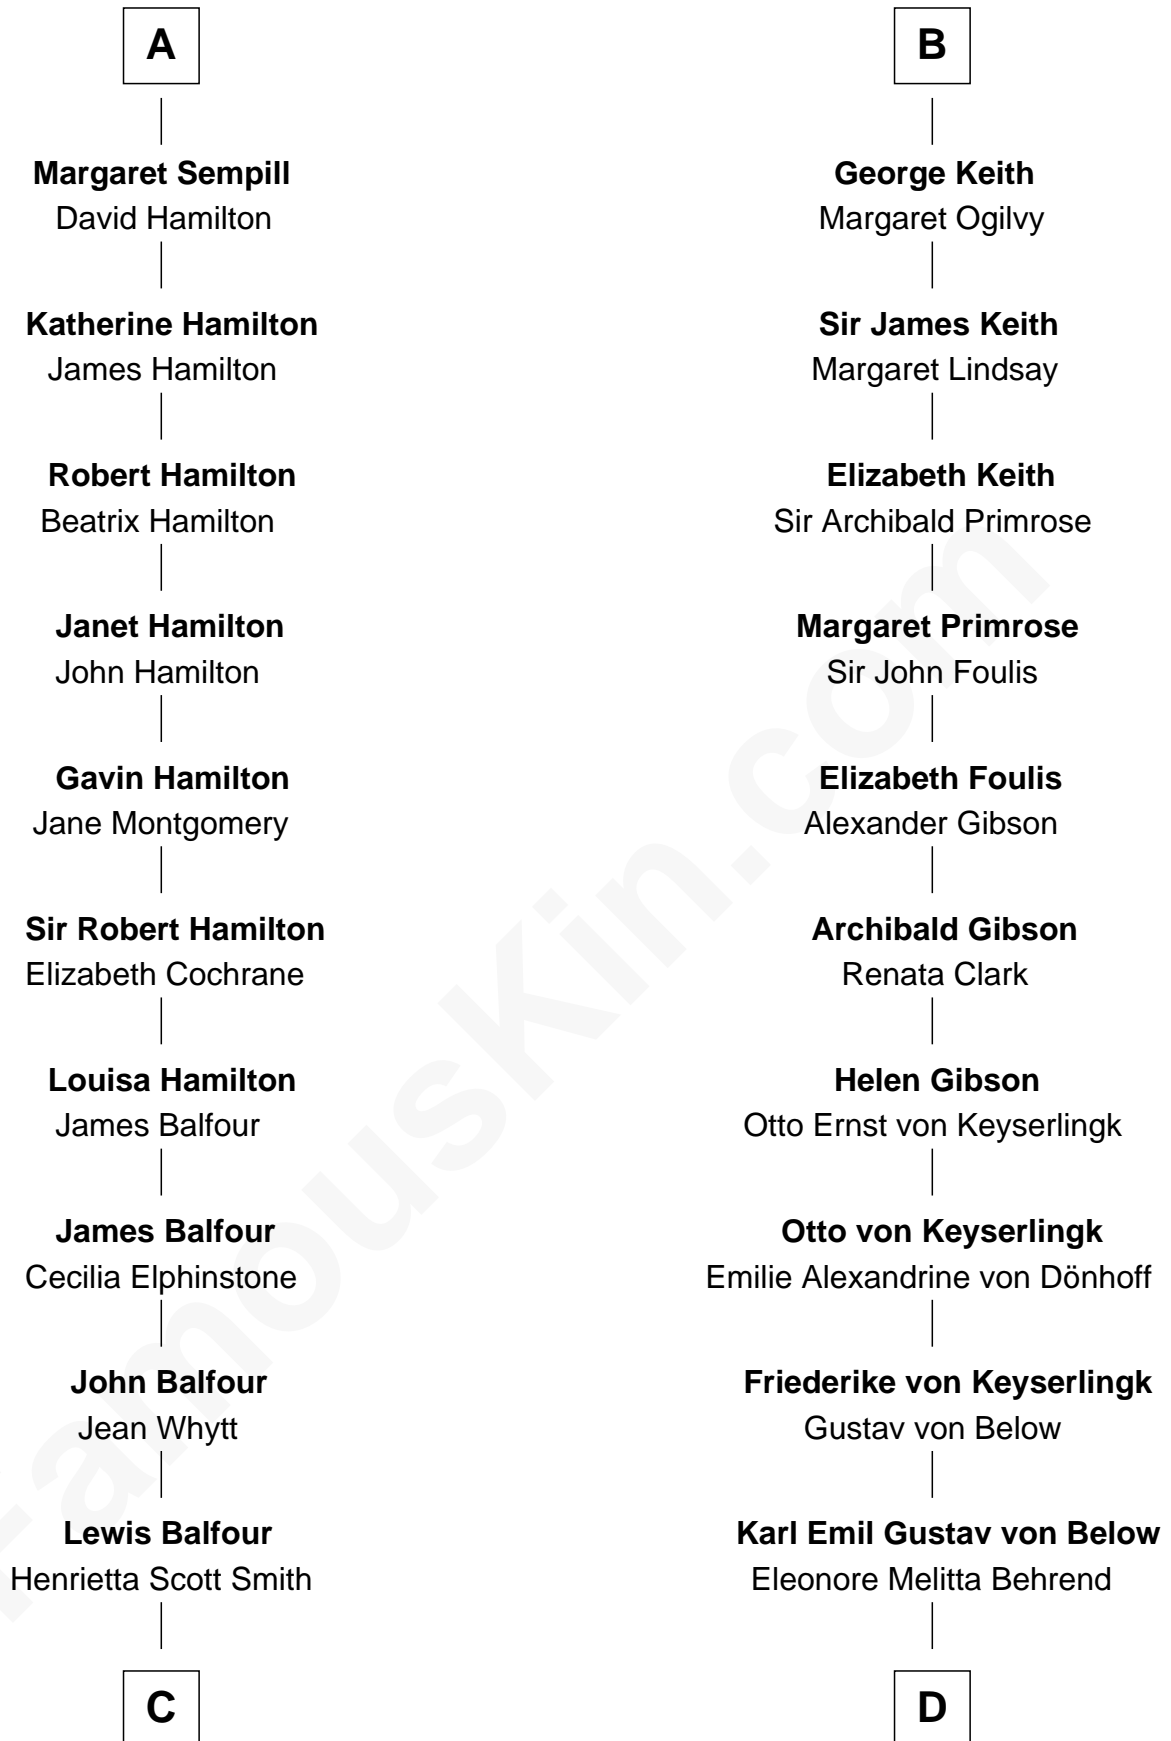 A
Margaret Sempill
David Hamilton
Katherine Hamilton
James Hamilton
Robert Hamilton
Beatrix Hamilton
Janet Hamilton
John Hamilton
Gavin Hamilton
Jane Montgomery
Sir Robert Hamilton
Elizabeth Cochrane
Louisa Hamilton
James Balfour
James Balfour
Cecilia Elphinstone
John Balfour
Jean Whytt
Lewis Balfour
Henrietta Scott Smith
C
B
George Keith
Margaret Ogilvy
Sir James Keith
Margaret Lindsay
Elizabeth Keith
Sir Archibald Primrose
Margaret Primrose
Sir John Foulis
Elizabeth Foulis
Alexander Gibson
Archibald Gibson
Renata Clark
Helen Gibson
Otto Ernst von Keyserlingk
Otto von Keyserlingk
Emilie Alexandrine von Dönhoff
Friederike von Keyserlingk
Gustav von Below
Karl Emil Gustav von Below
Eleonore Melitta Behrend
D
FamousKin.com